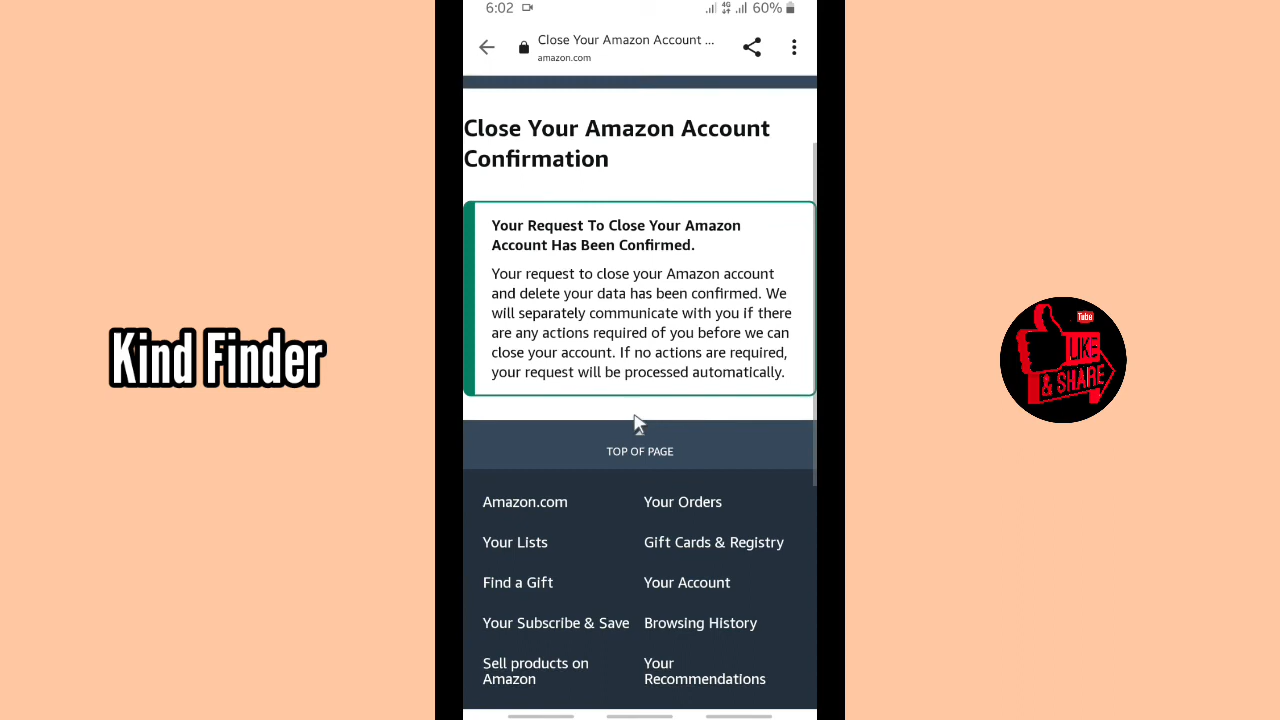 6:02
4G
60%
Close Your Amazon Account ...
amazon.com
Close Your Amazon Account
Confirmation
Your Request To Close Your Amazon
Account Has Been Confirmed.
Your request to close your Amazon account
and delete your data has been confirmed. We
will separately communicate with you if there
are any actions required of you before we can
close your account. If no actions are required,
your request will be processed automatically.
TOP OF PAGE
Amazon.com
Your Orders
Your Lists
Gift Cards & Registry
Find a Gift
Your Account
Your Subscribe & Save
Browsing History
Sell products on
Amazon
Your
Recommendations
Kind Finder
Tube
LIKE
& SHARE